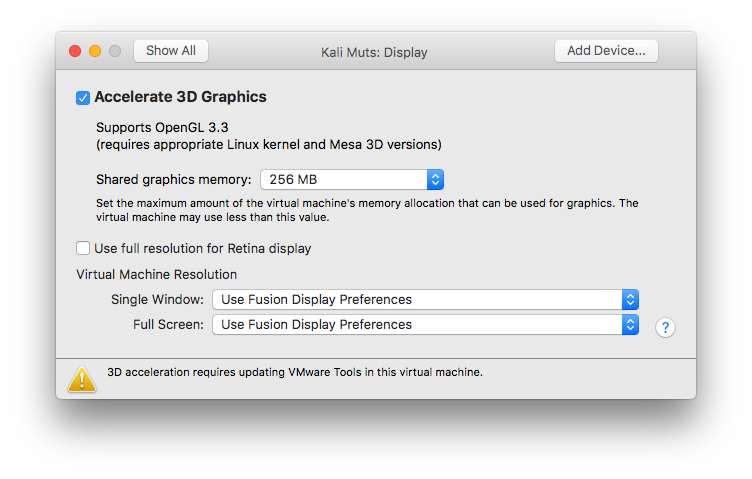 Show All
Kali Muts: Display
Add Device...
Accelerate 3D Graphics
Supports OpenGL 3.3
(requires appropriate Linux kernel and Mesa 3D versions)
Shared graphics memory: 256 MB
Set the maximum amount of the virtual machine's memory allocation that can be used for graphics. The
virtual machine may use less than this value.
Use full resolution for Retina display
Virtual Machine Resolution
Single Window: Use Fusion Display Preferences
Full Screen: Use Fusion Display Preferences
?
3D acceleration requires updating VMware Tools in this virtual machine.